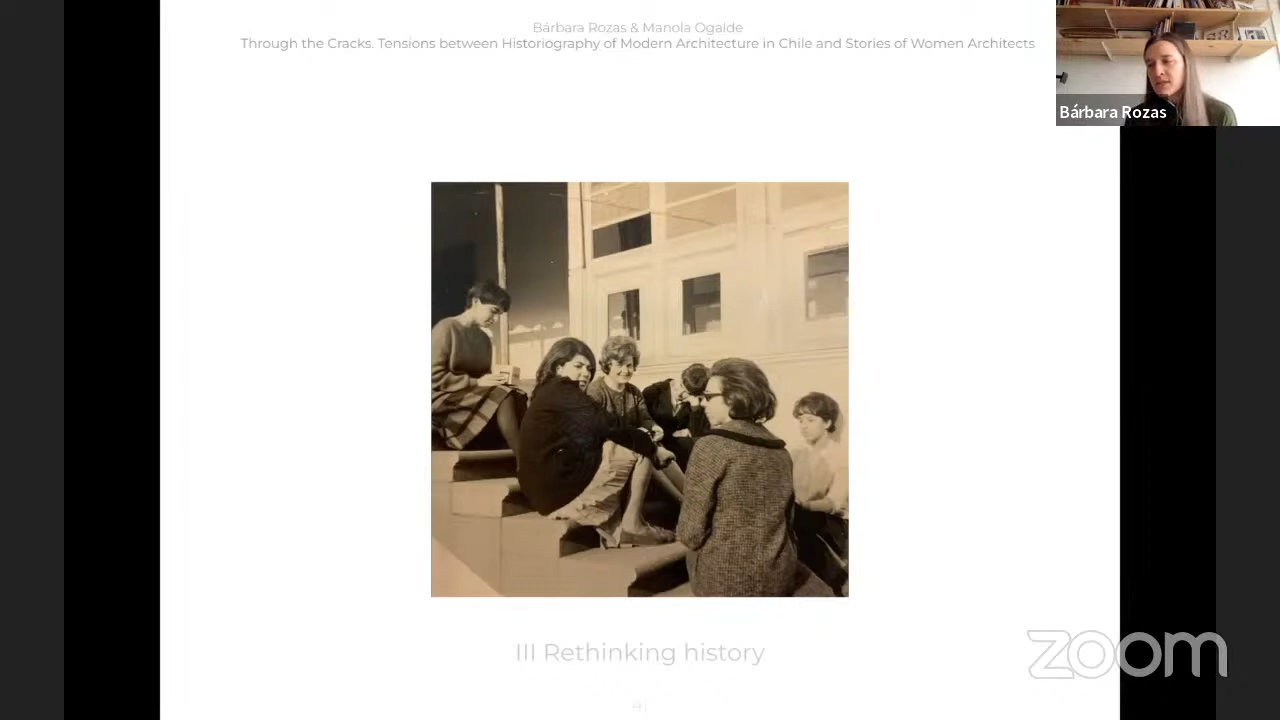 Bárbara Rozas & Manola Ogalde
Through the Cracks. Tensions between Historiography of Modern Architecture in Chile and Stories of Women Architects
Bárbara Rozas
III Rethinking history
zoom
41